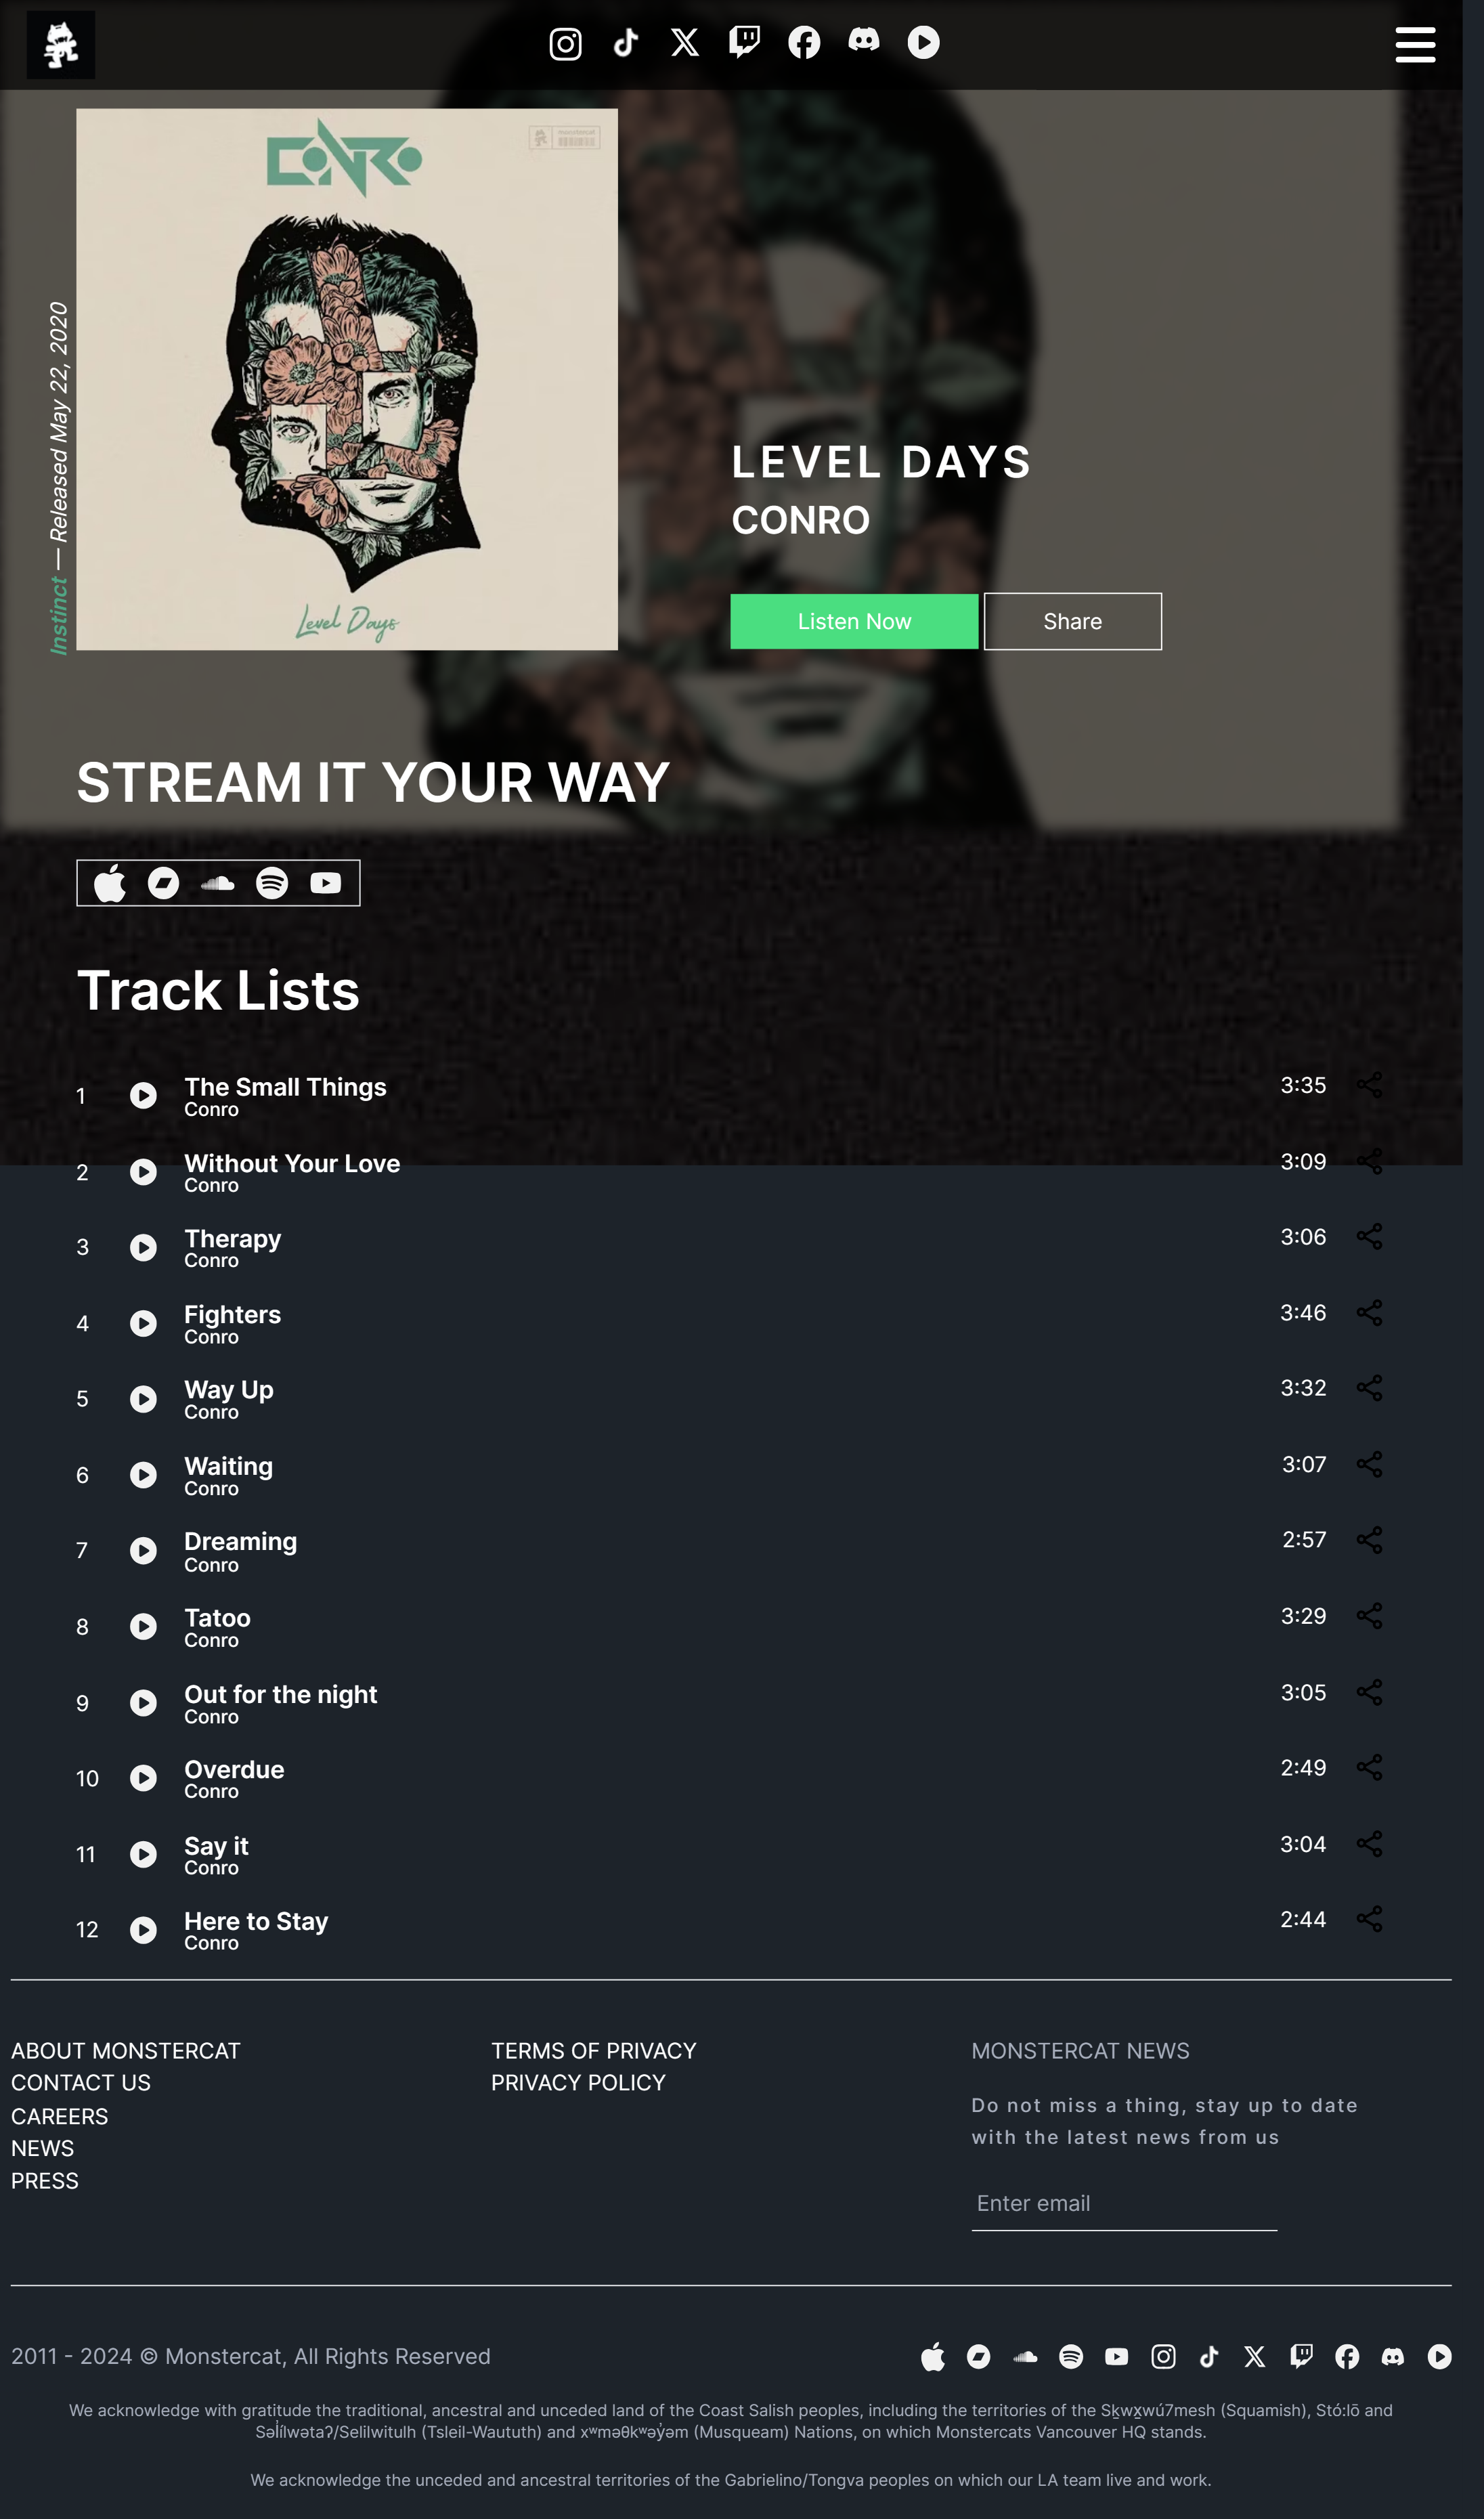 CONRO
monstercat
Level Days
Instinct — Released May 22, 2020
LEVEL DAYS
CONRO
Listen Now
Share
STREAM IT YOUR WAY
Track Lists
1 The Small Things 3:35
Conro
2 Without Your Love 3:09
Conro
3 Therapy 3:06
Conro
4 Fighters 3:46
Conro
5 Way Up 3:32
Conro
6 Waiting 3:07
Conro
7 Dreaming 2:57
Conro
8 Tatoo 3:29
Conro
9 Out for the night 3:05
Conro
10 Overdue 2:49
Conro
11 Say it 3:04
Conro
12 Here to Stay 2:44
Conro
ABOUT MONSTERCAT
CONTACT US
CAREERS
NEWS
PRESS
TERMS OF PRIVACY
PRIVACY POLICY
MONSTERCAT NEWS
Do not miss a thing, stay up to date
with the latest news from us
Enter email
2011 - 2024 © Monstercat, All Rights Reserved
We acknowledge with gratitude the traditional, ancestral and unceded land of the Coast Salish peoples, including the territories of the Sḵwx̱wú7mesh (Squamish), Stó:lō and
Səl̓ílwətaʔ/Selilwitulh (Tsleil-Waututh) and xʷməθkʷəy̓əm (Musqueam) Nations, on which Monstercats Vancouver HQ stands.
We acknowledge the unceded and ancestral territories of the Gabrielino/Tongva peoples on which our LA team live and work.